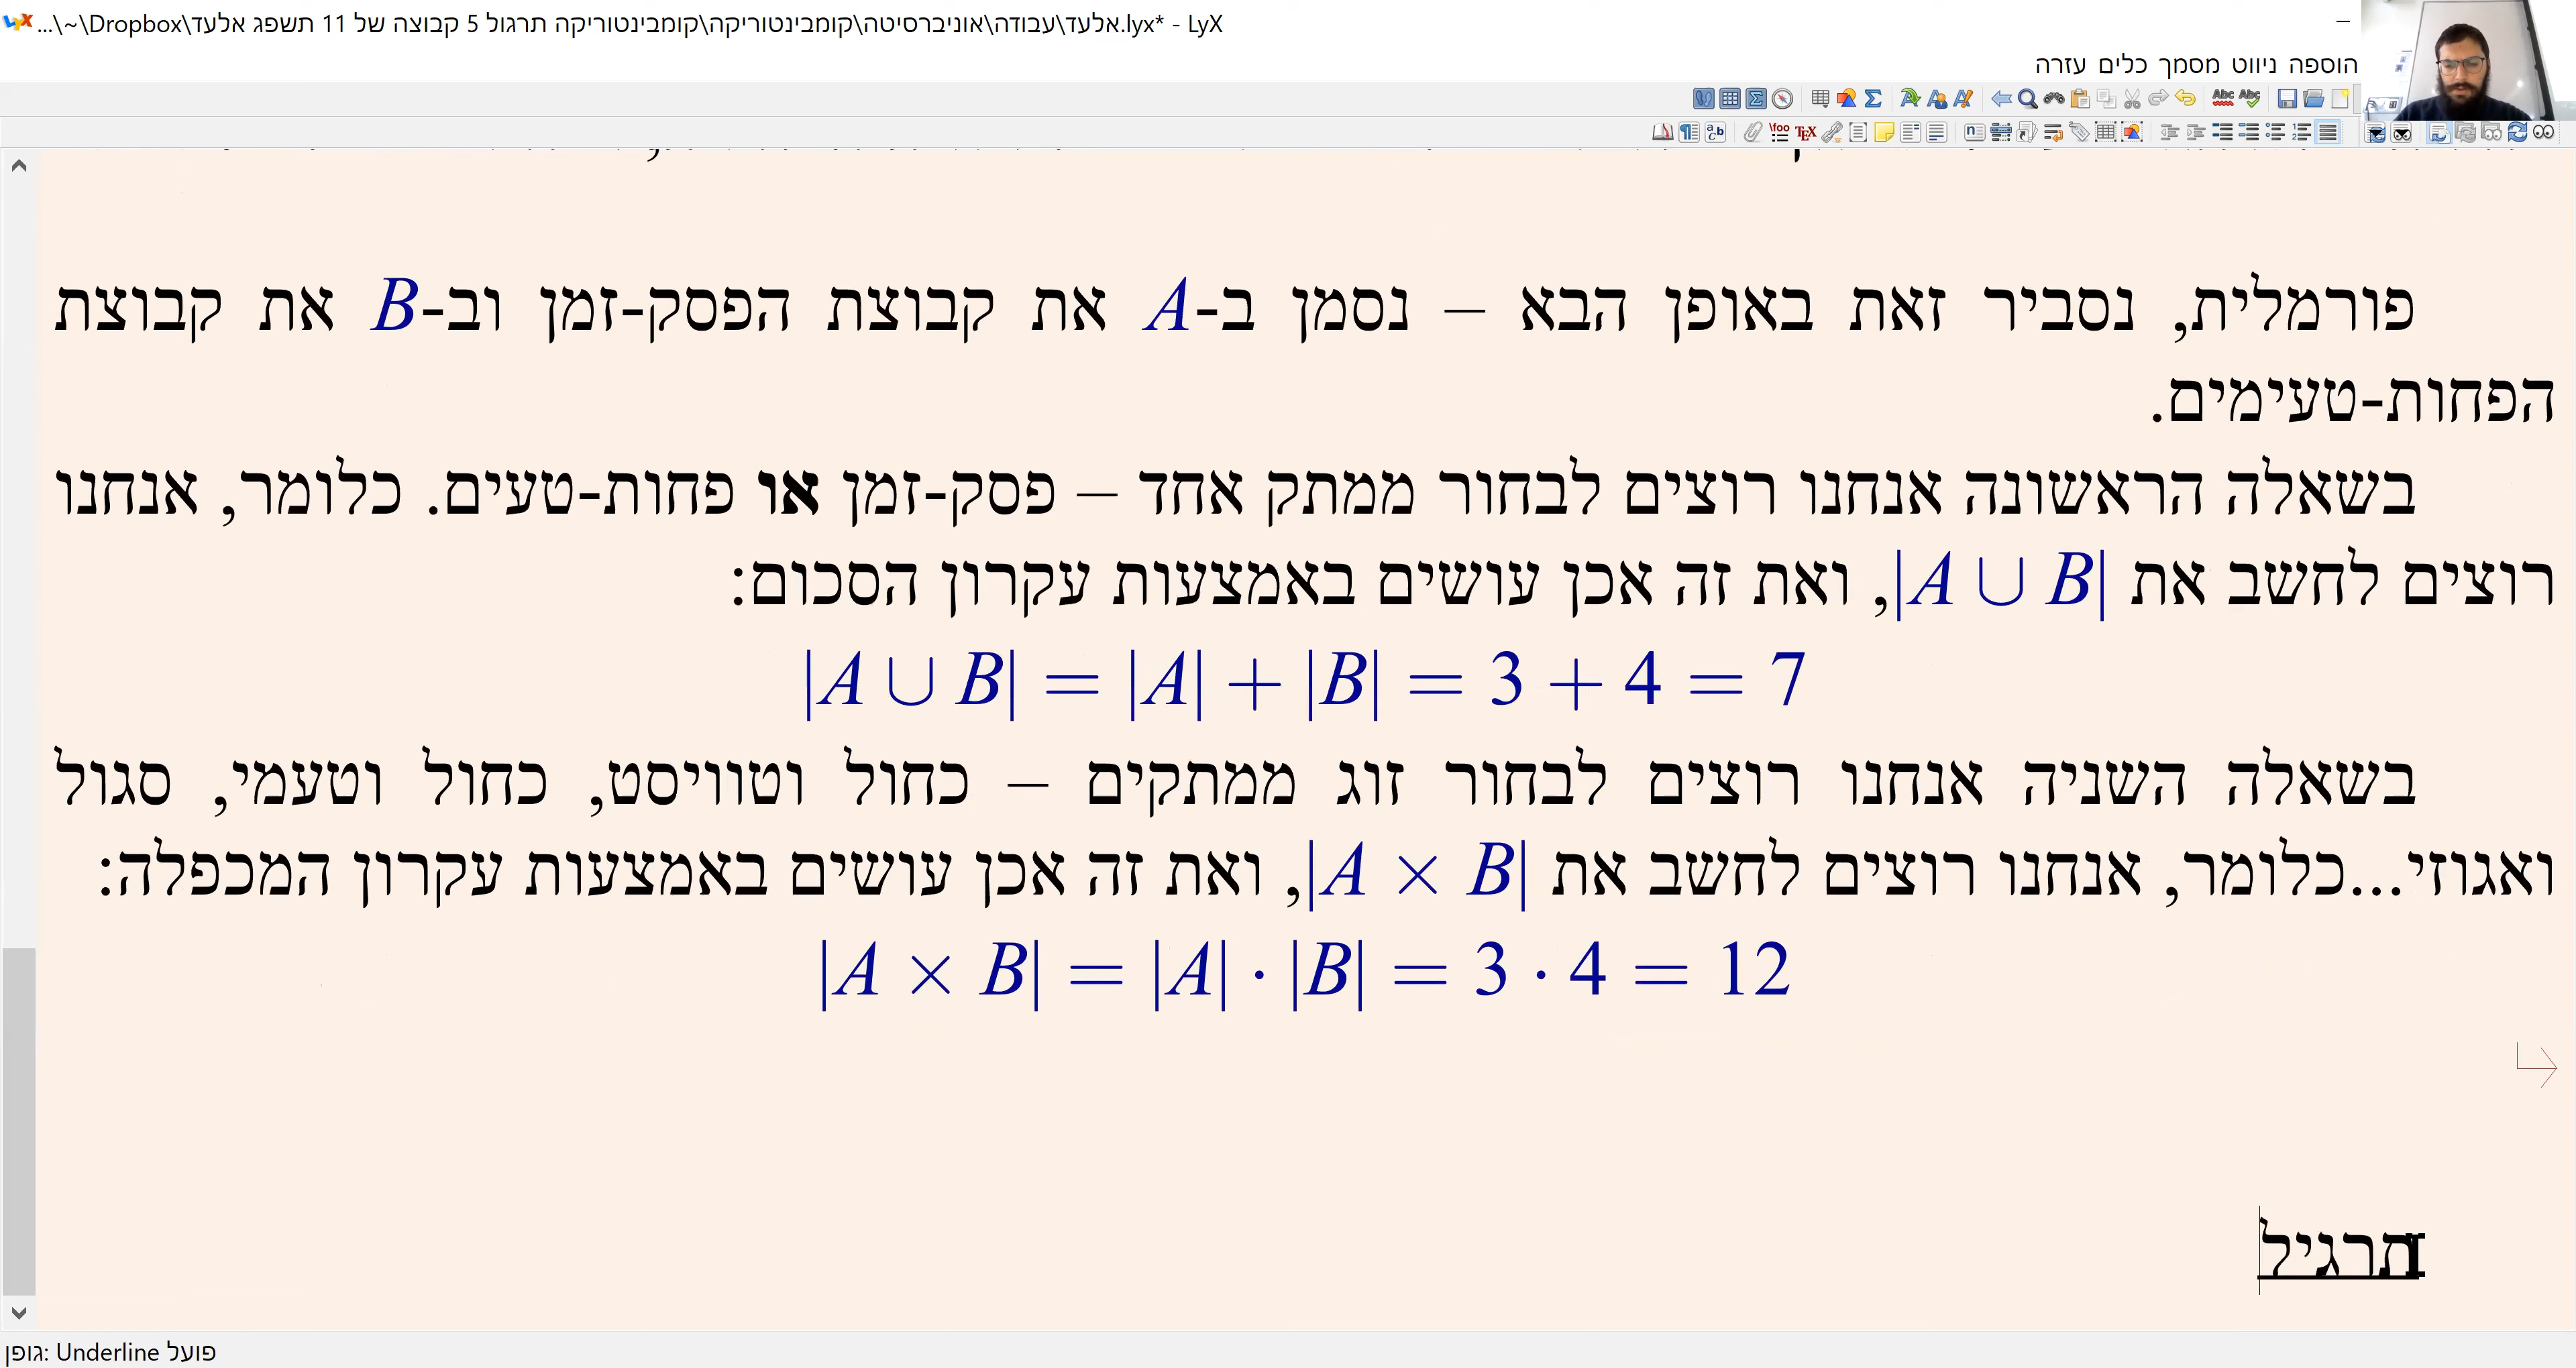 ...\~\Dropbox\אלעד\עבודה\אוניברסיטה\קומבינטוריקה\קומבינטוריקה תרגול 5 קבוצה של 11 תשפג אלעד.lyx* - LyX
הוספה ניווט מסמך כלים עזרה
פורמלית, נסביר זאת באופן הבא – נסמן ב-A את קבוצת הפסק-זמן וב-B את קבוצת
הפחות-טעימים.
בשאלה הראשונה אנחנו רוצים לבחור ממתק אחד – פסק-זמן או פחות-טעים. כלומר, אנחנו
רוצים לחשב את |A ∪ B|, ואת זה אכן עושים באמצעות עקרון הסכום:
|A ∪ B| = |A| + |B| = 3 + 4 = 7
בשאלה השניה אנחנו רוצים לבחור זוג ממתקים – כחול וטוויסט, כחול וטעמי, סגול
ואגוזי...כלומר, אנחנו רוצים לחשב את |A × B|, ואת זה אכן עושים באמצעות עקרון המכפלה:
|A × B| = |A| · |B| = 3 · 4 = 12
תרגיל
גופן: Underline פועל